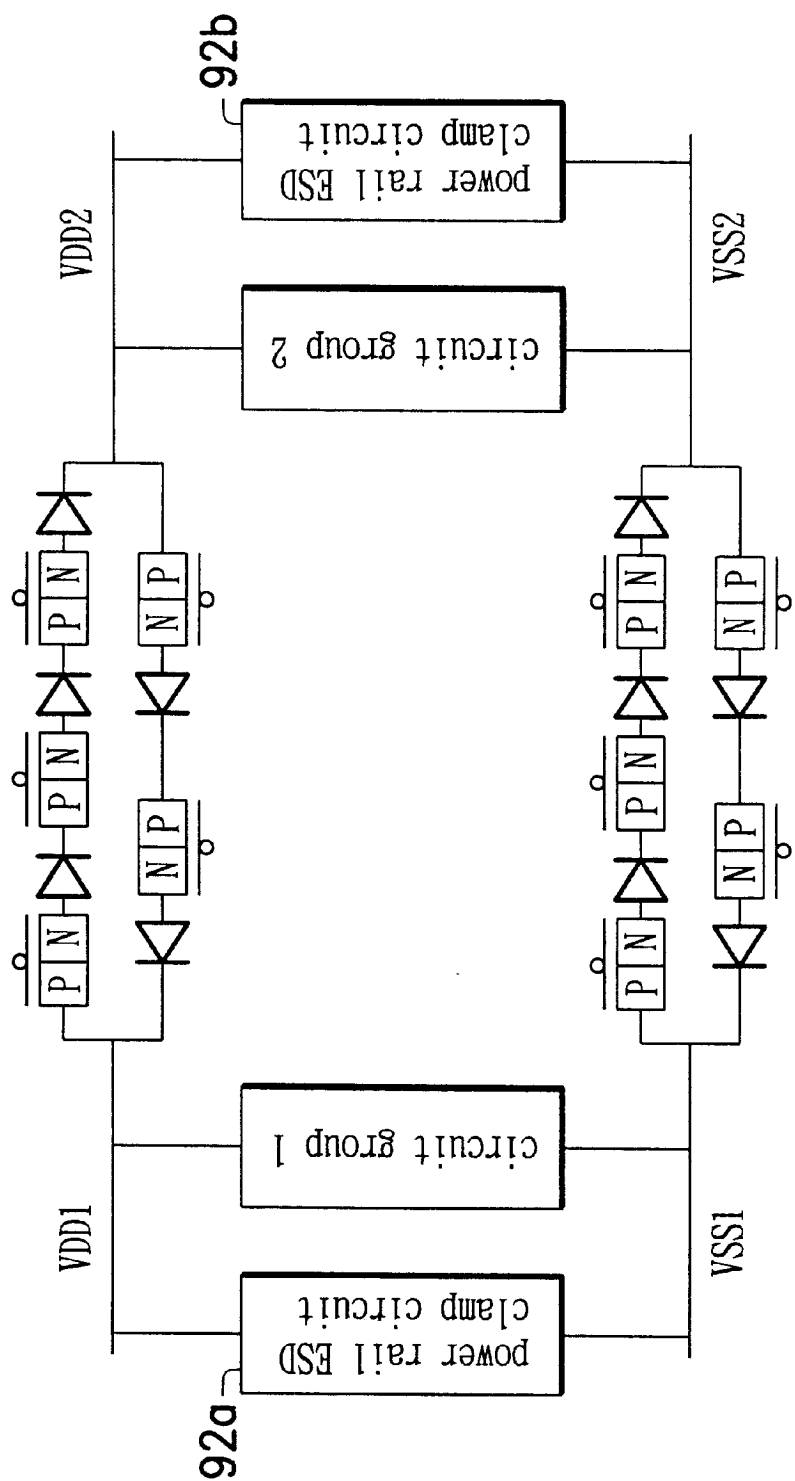 P N P N P N
VDD1
VDD2
N P N P
92a
92b
power rail ESD
clamp circuit
circuit group 1
circuit group 2
power rail ESD
clamp circuit
P N P N P N
VSS1
VSS2
N P N P